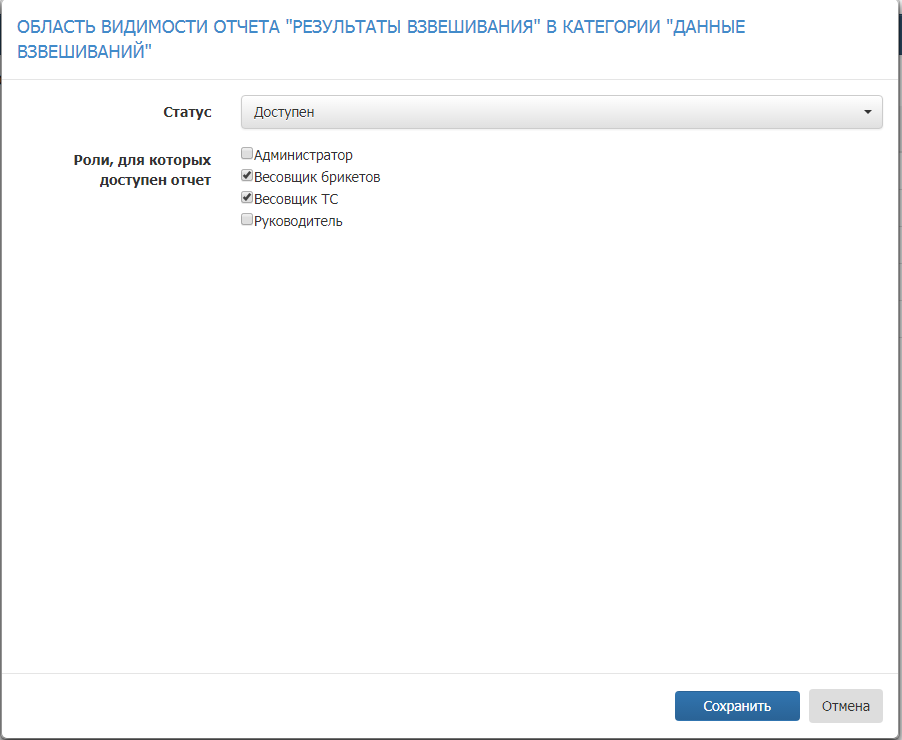 ОБЛАСТЬ ВИДИМОСТИ ОТЧЕТА "РЕЗУЛЬТАТЫ ВЗВЕШИВАНИЯ" В КАТЕГОРИИ "ДАННЫЕ
ВЗВЕШИВАНИЙ"
Статус
Доступен
Роли, для которых
доступен отчет
Администратор
Весовщик брикетов
Весовщик ТС
Руководитель
Сохранить
Отмена